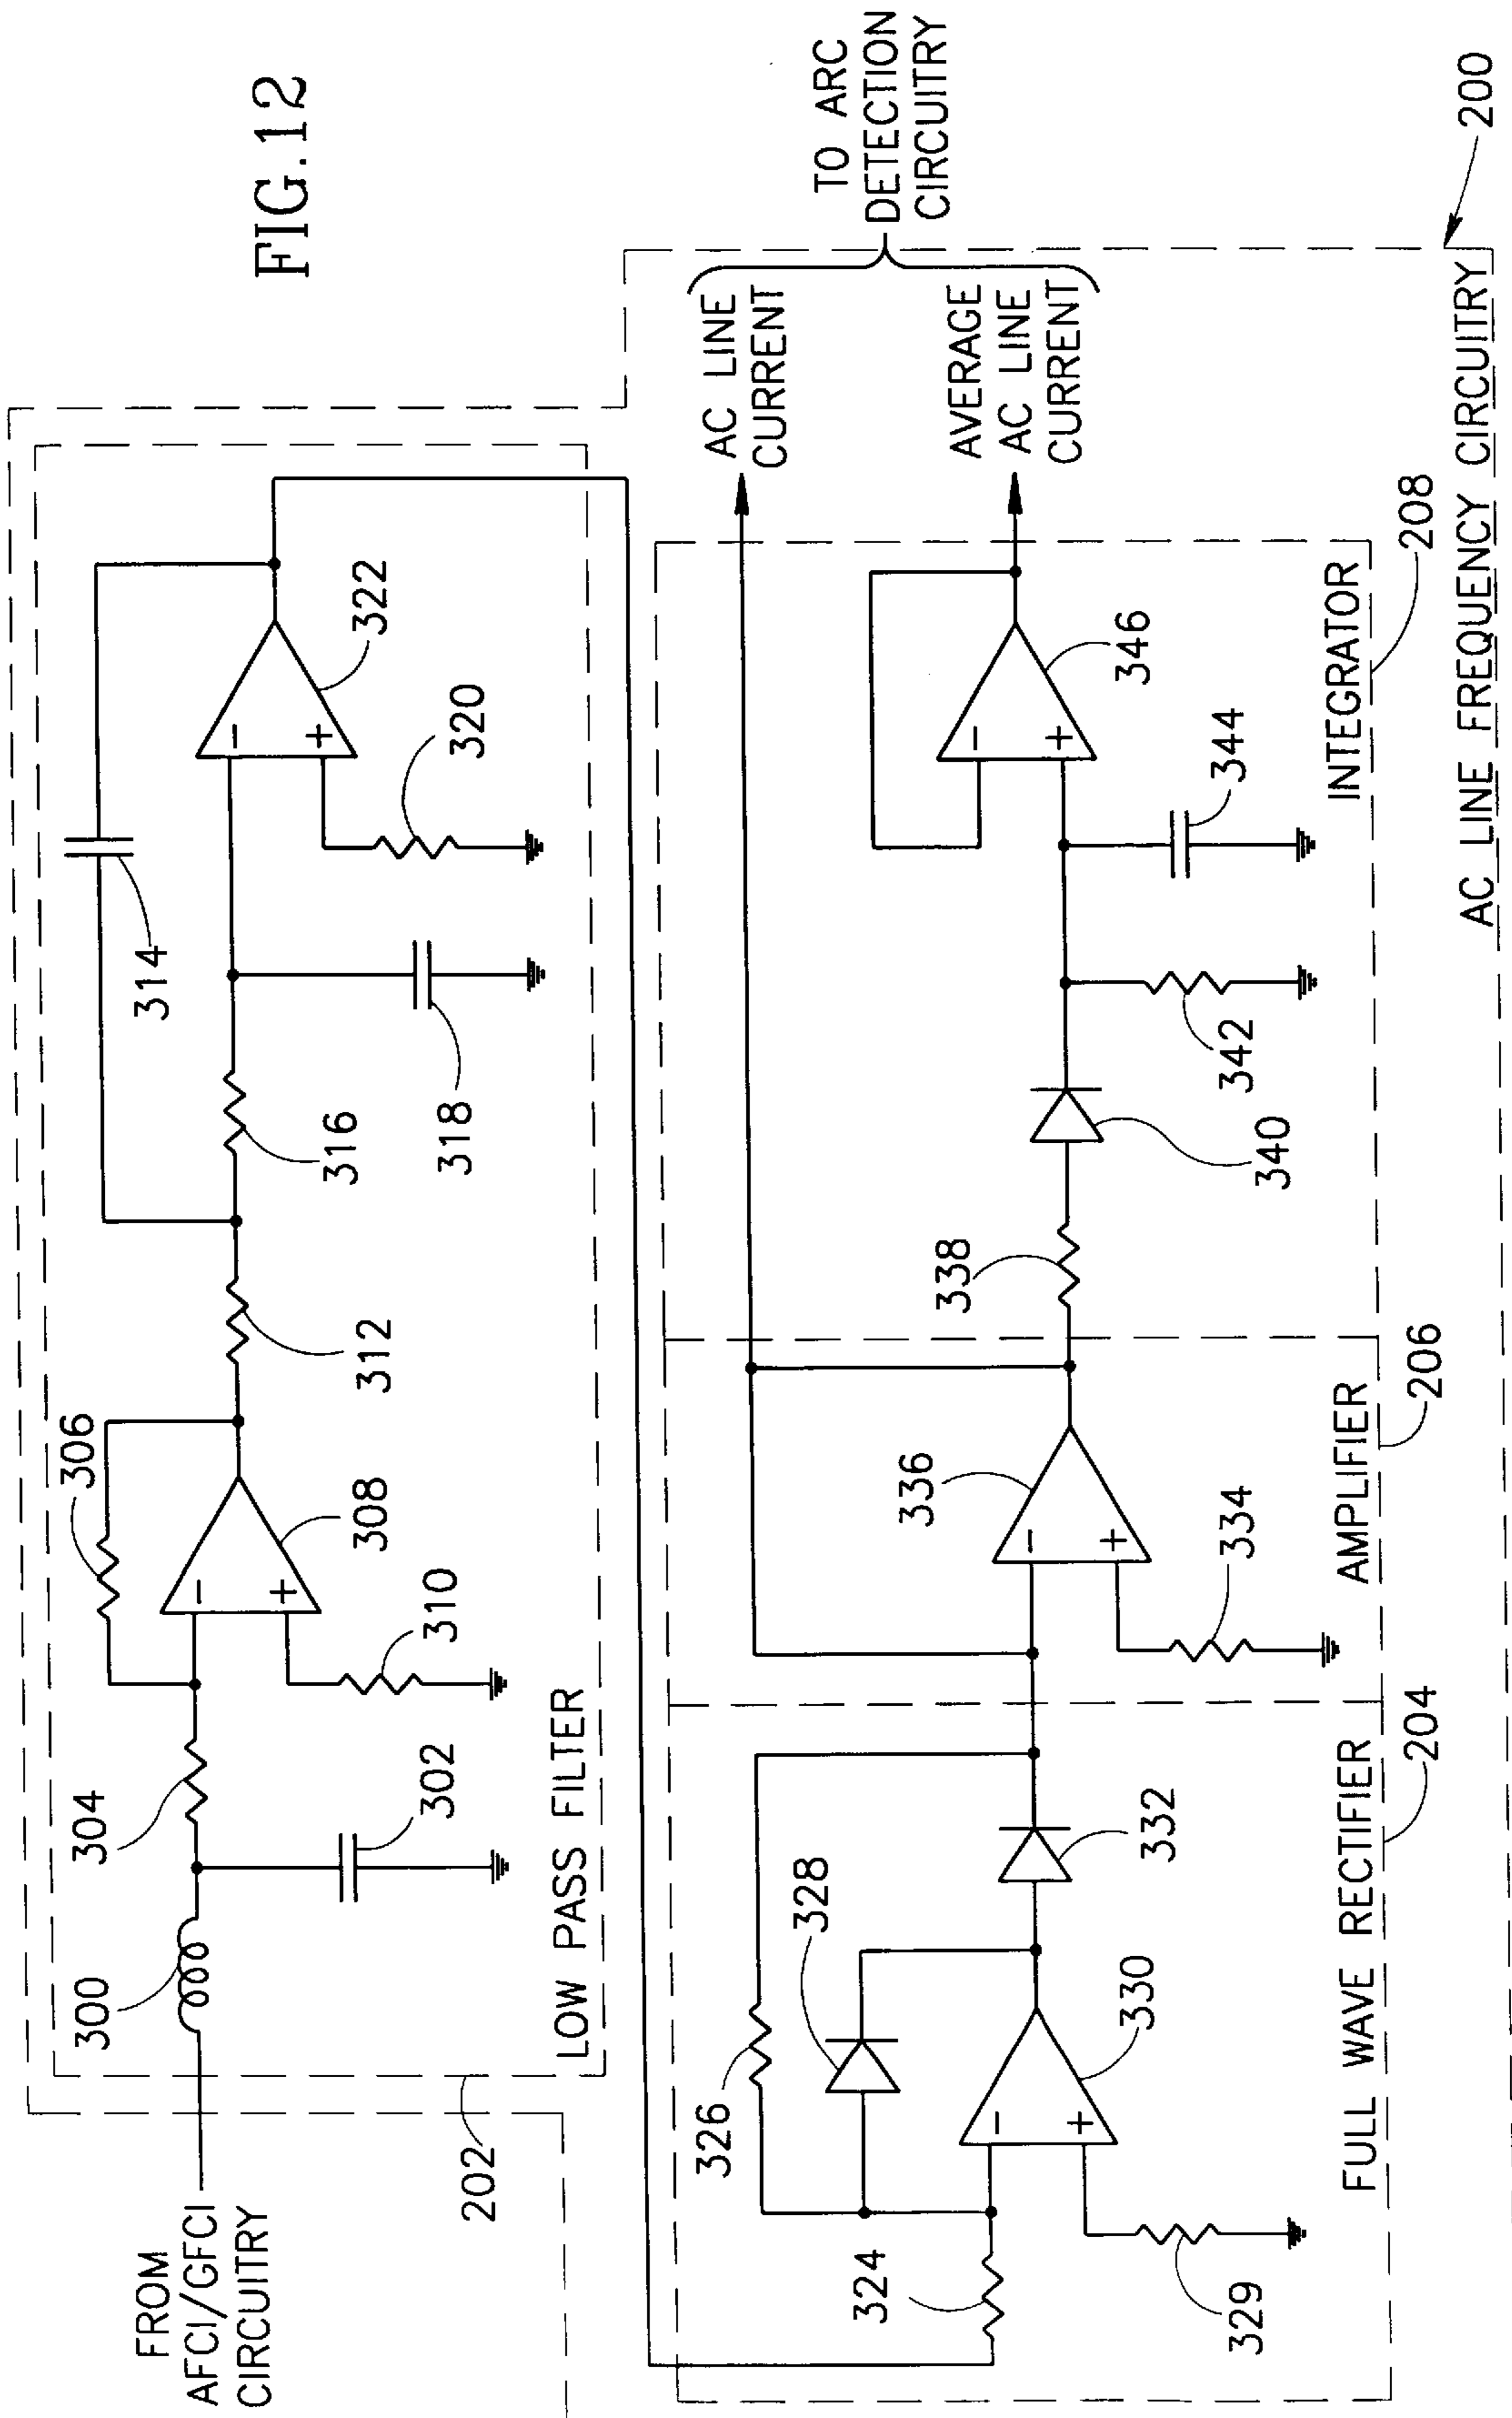 FIG.12
FROM
AFCI/GFCI
CIRCUITRY
202
300
302
304
306
308
310
312
314
316
318
320
322
-
+
-
+
LOW PASS FILTER
324
326
328
329
330
332
-
+
FULL WAVE RECTIFIER
204
334
336
-
+
AMPLIFIER
206
338
340
342
344
346
-
+
INTEGRATOR
208
AC LINE
CURRENT
AVERAGE
AC LINE
CURRENT
TO ARC
DETECTION
CIRCUITRY
AC LINE FREQUENCY CIRCUITRY
200